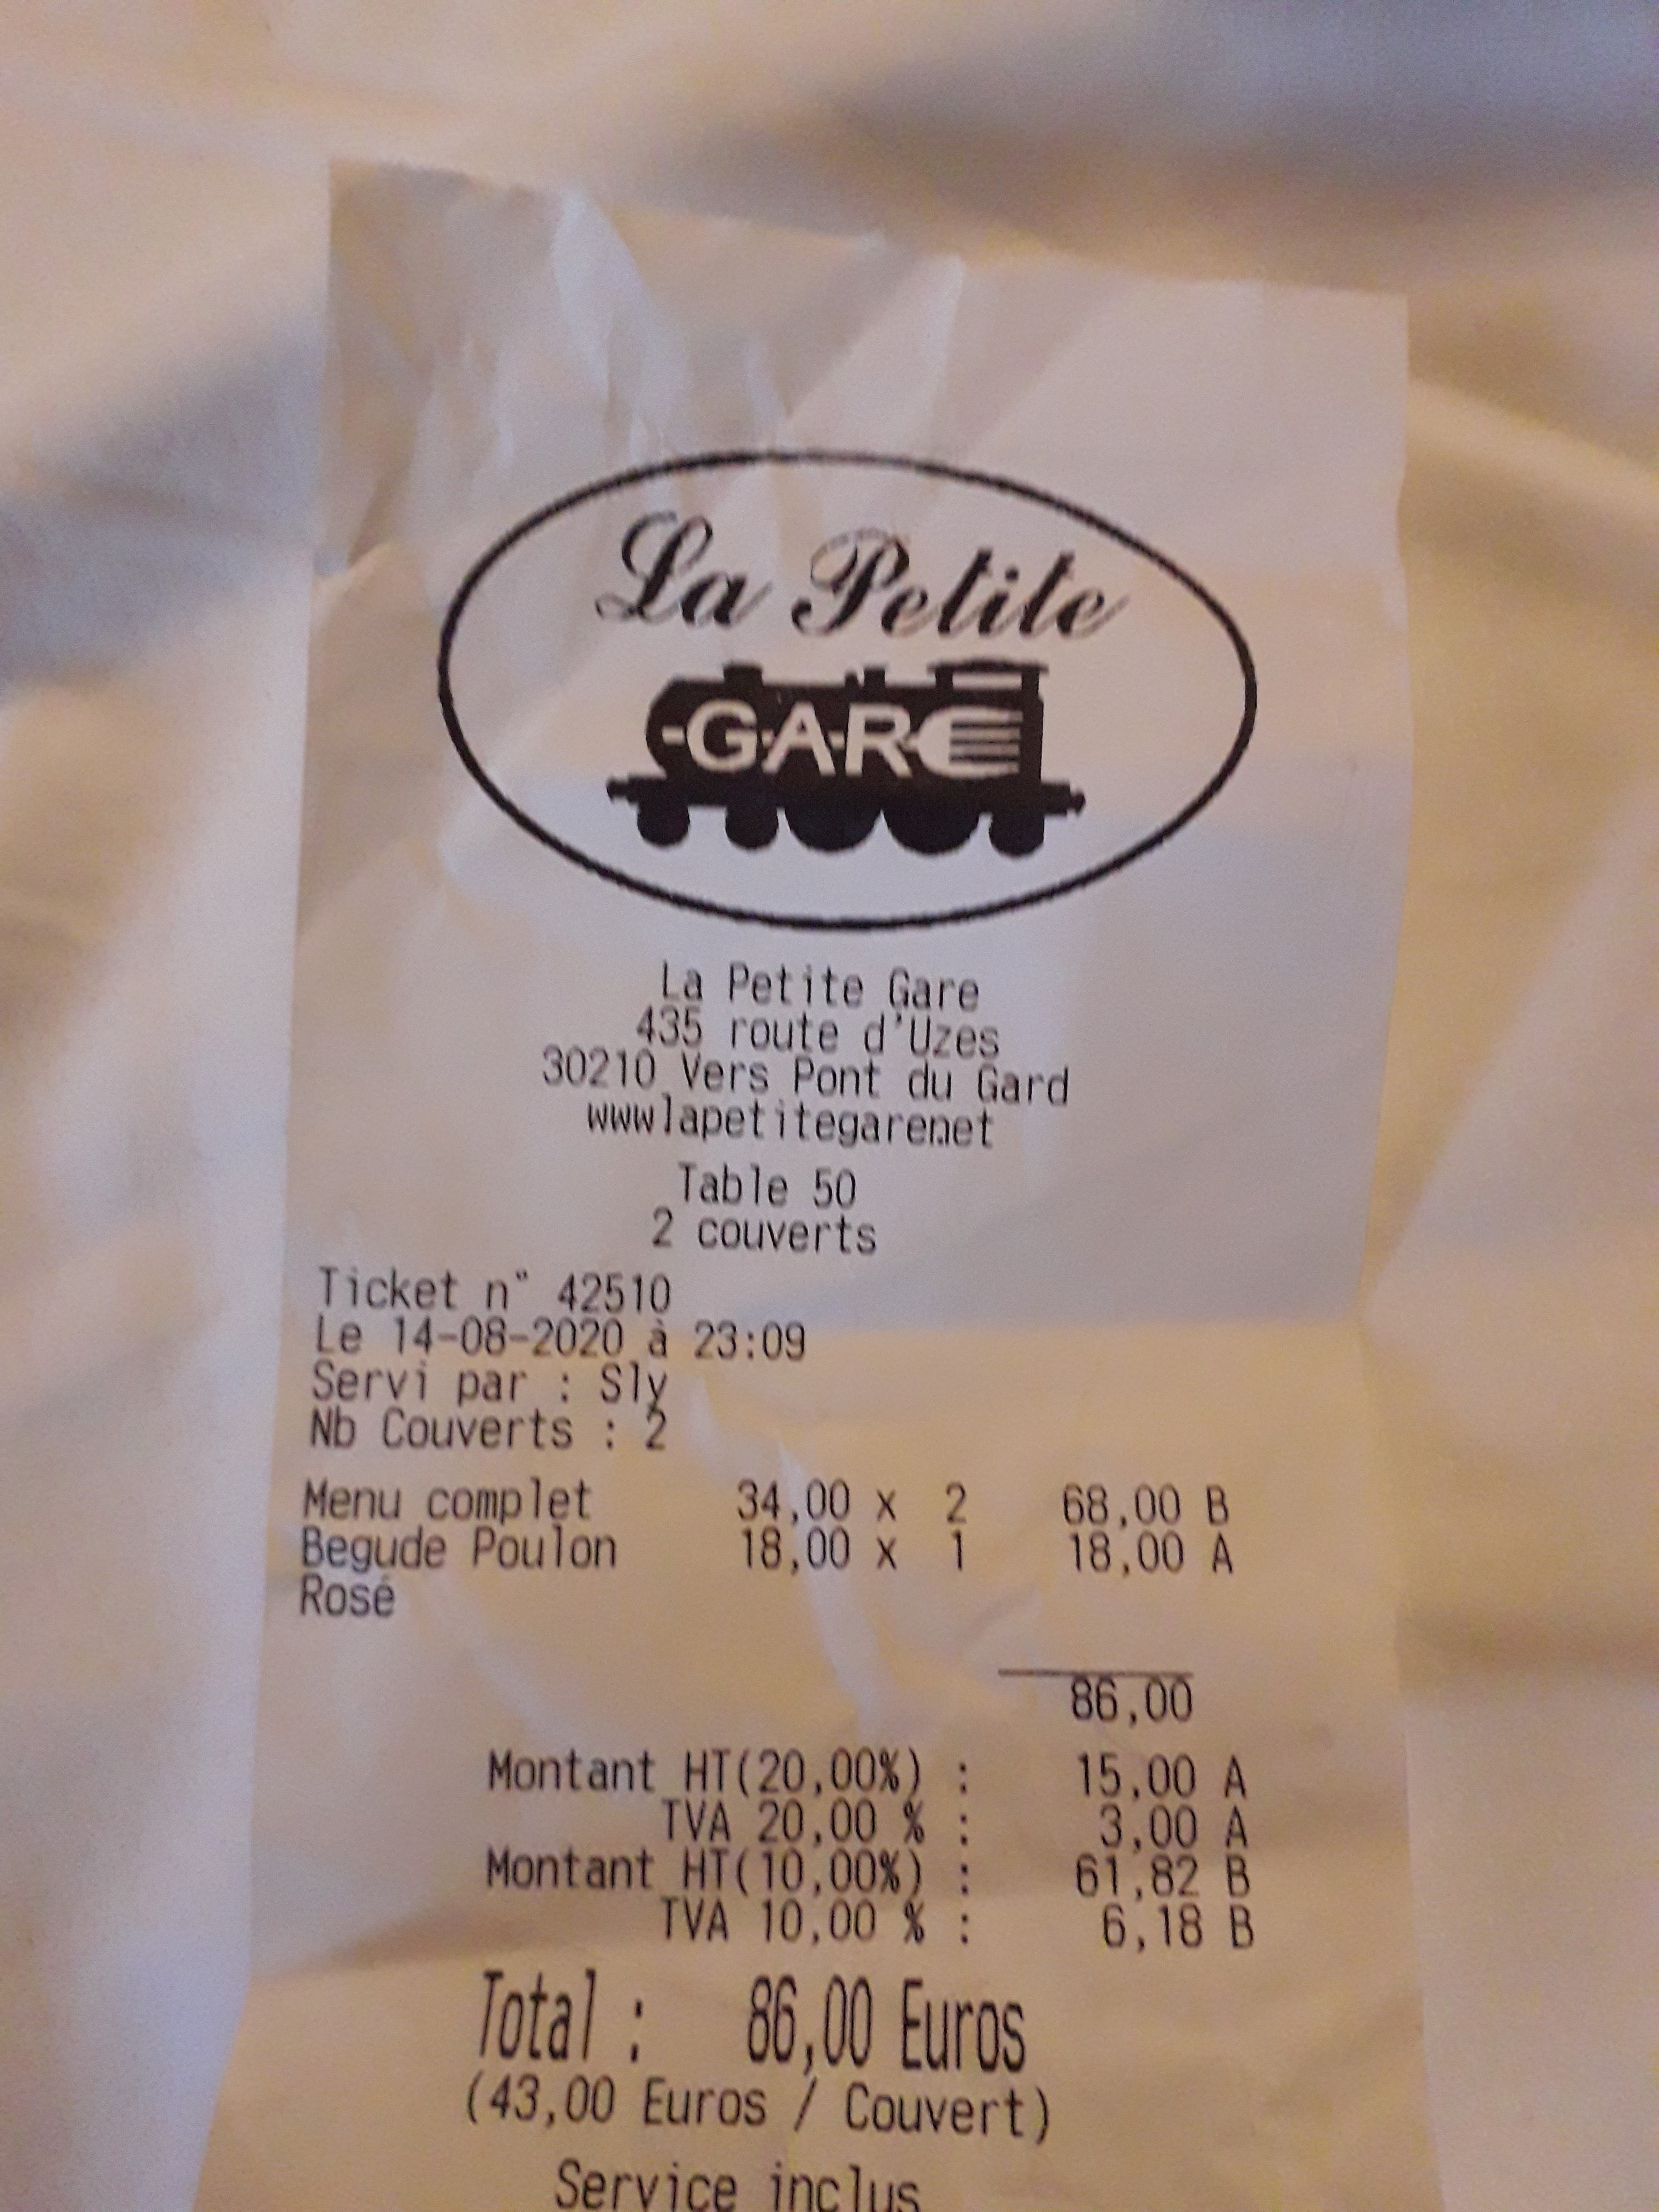 La Petite
GARE
La Petite Gare
435 route d'Uzes
30210 Vers Pont du Gard
wwwlapetitegarenet
Table 50
2 couverts
Ticket n° 42510
Le 14-08-2020 à 23:09
Servi par : Sly
Nb Couverts : 2
Menu complet 34,00 x 2 68,00 B
Begude Poulon 18,00 x 1 18,00 A
Rosé
86,00
Montant HT(20,00%) : 15,00 A
TVA 20,00 % : 3,00 A
Montant HT(10,00%) : 61,82 B
TVA 10,00 % : 6,18 B
Total : 86,00 Euros
(43,00 Euros / Couvert)
Service inclus